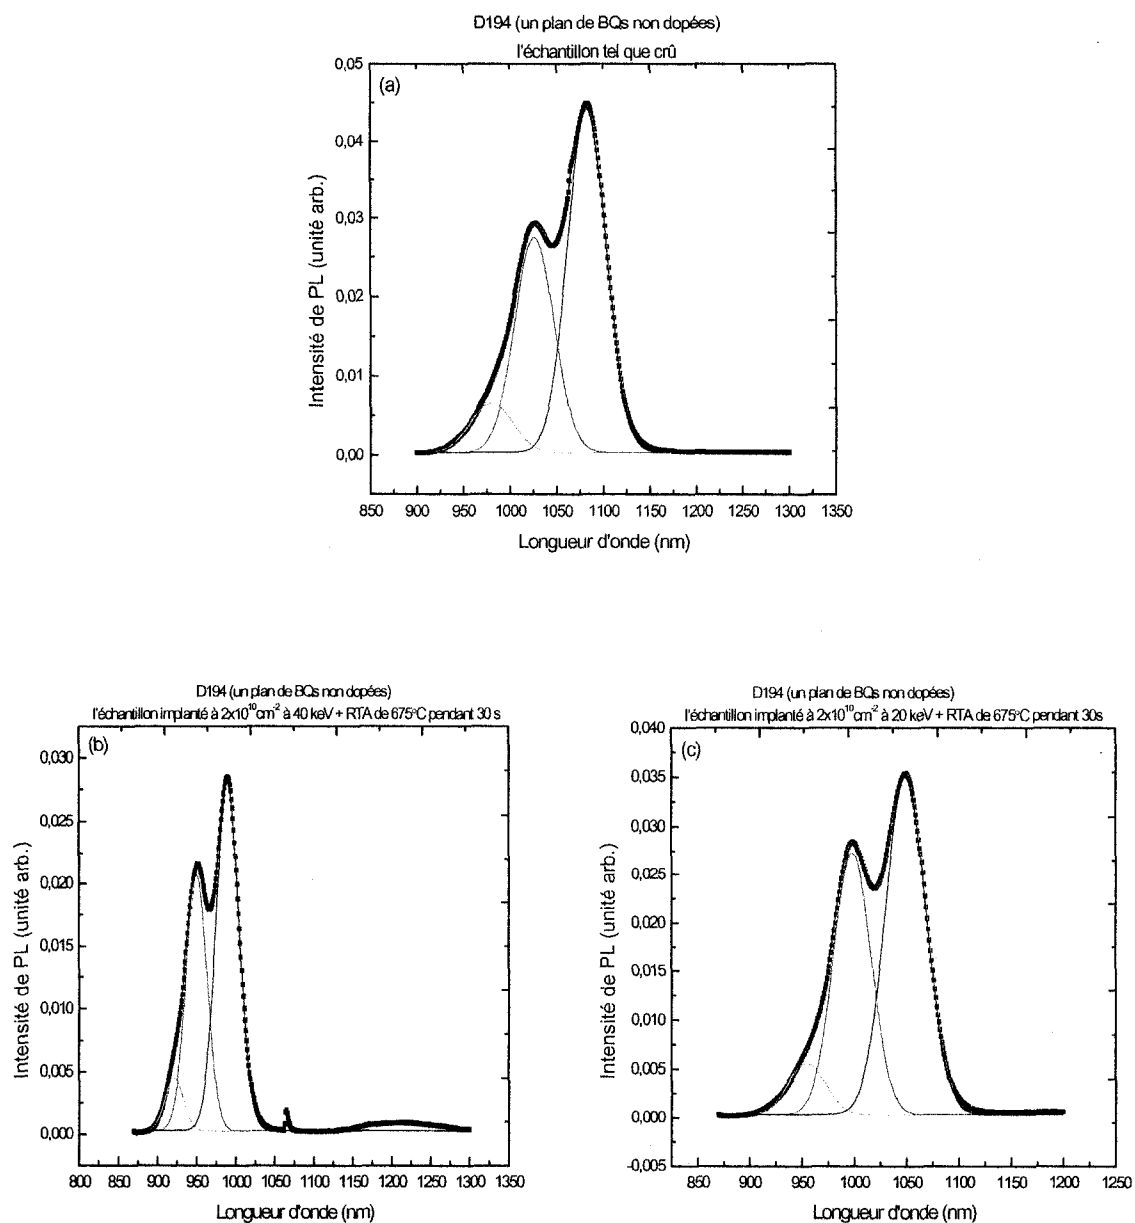 D194 (un plan de BQs non dopées)
l'échantillon tel que crû
(a)
0,05
0,04
0,03
0,02
0,01
0,00
Intensité de PL (unité arb.)
850 900 950 1000 1050 1100 1150 1200 1250 1300 1350
Longueur d'onde (nm)
D194 (un plan de BQs non dopées)
l'échantillon implanté à 2x10^10 cm^-2 à 40 keV + RTA de 675°C pendant 30 s
(b)
0,030
0,025
0,020
0,015
0,010
0,005
0,000
Intensité de PL (unité arb.)
800 850 900 950 1000 1050 1100 1150 1200 1250 1300 1350
Longueur d'onde (nm)
D194 (un plan de BQs non dopées)
l'échantillon implanté à 2x10^10 cm^-2 à 20 keV + RTA de 675°C pendant 30s
(c)
0,040
0,035
0,030
0,025
0,020
0,015
0,010
0,005
0,000
-0,005
Intensité de PL (unité arb.)
850 900 950 1000 1050 1100 1150 1200 1250
Longueur d'onde (nm)